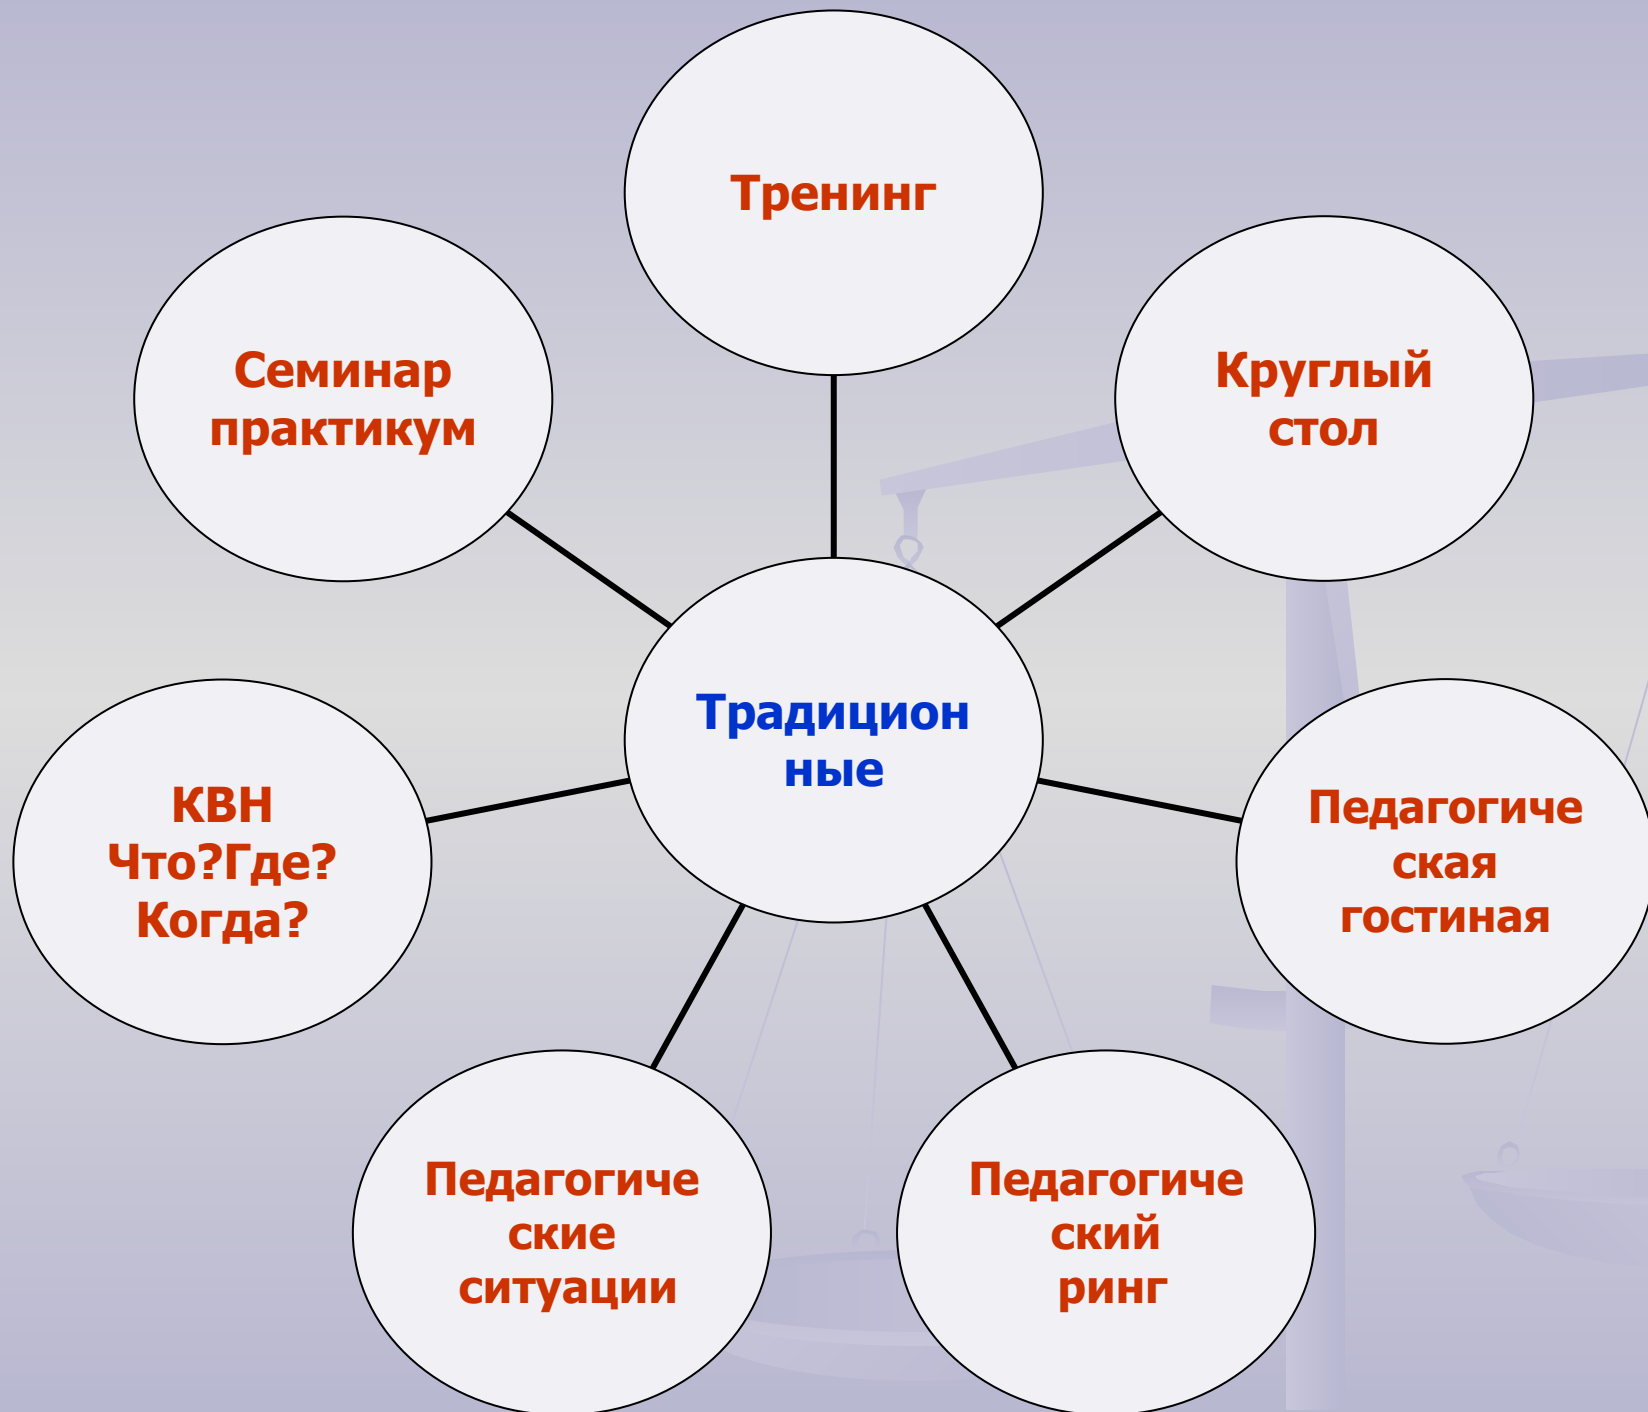 Тренинг
Семинар
практикум
Круглый
стол
Традицион
ные
КВН
Что?Где?
Когда?
Педагогиче
ская
гостиная
Педагогиче
ские
ситуации
Педагогиче
ский
ринг